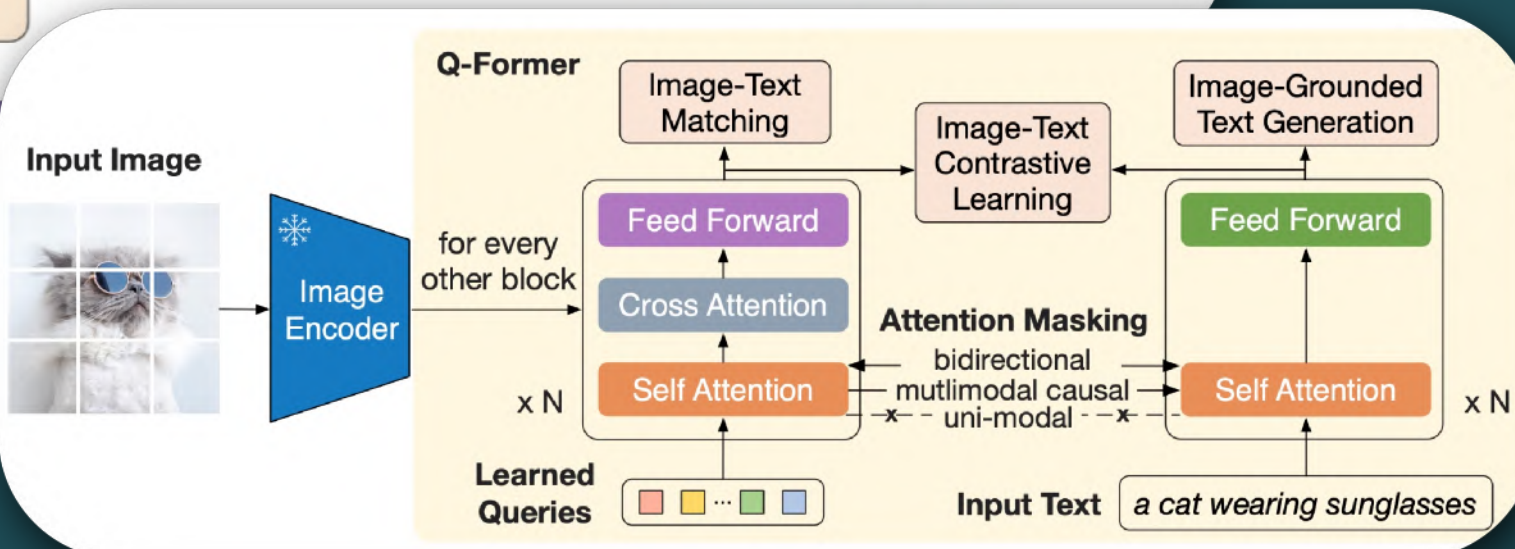 Q-Former
Input Image
Image
Encoder
for every
other block
Image-Text
Matching
Image-Text
Contrastive
Learning
Image-Grounded
Text Generation
Feed Forward
Cross Attention
Self Attention
x N
Attention Masking
bidirectional
mutlimodal causal
x uni-modal x
Feed Forward
Self Attention
x N
Learned
Queries
...
Input Text
a cat wearing sunglasses